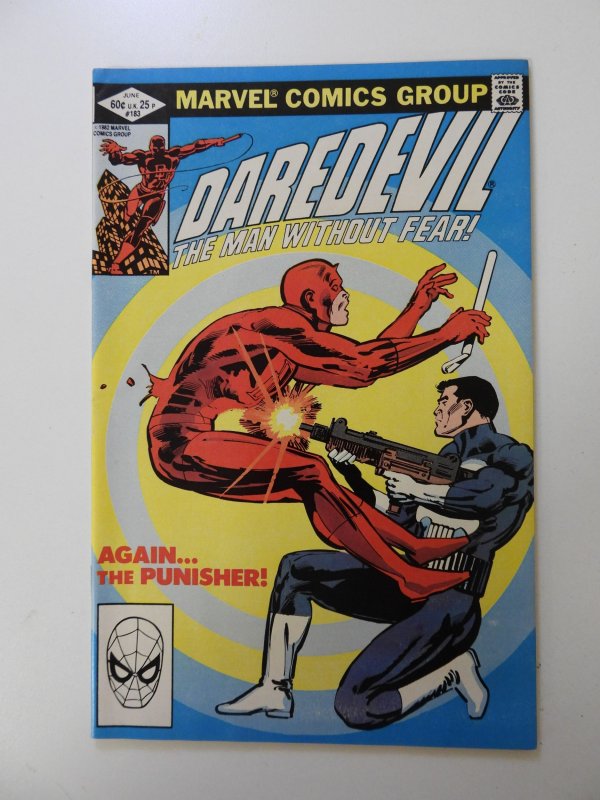 JUNE
60¢ U.K. 25 P
#183
© 1982 MARVEL
COMICS GROUP
MARVEL® COMICS GROUP
APPROVED
BY THE
COMICS
CODE
AUTHORITY
DAREDEVIL®
THE MAN WITHOUT FEAR!
TM
AGAIN...
THE PUNISHER!